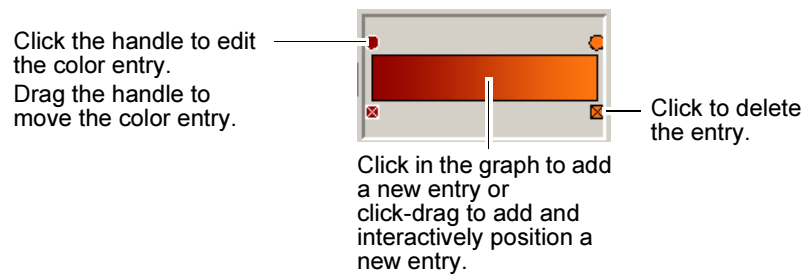 Click the handle to edit
the color entry.
Drag the handle to
move the color entry.
Click to delete
the entry.
Click in the graph to add
a new entry or
click-drag to add and
interactively position a
new entry.